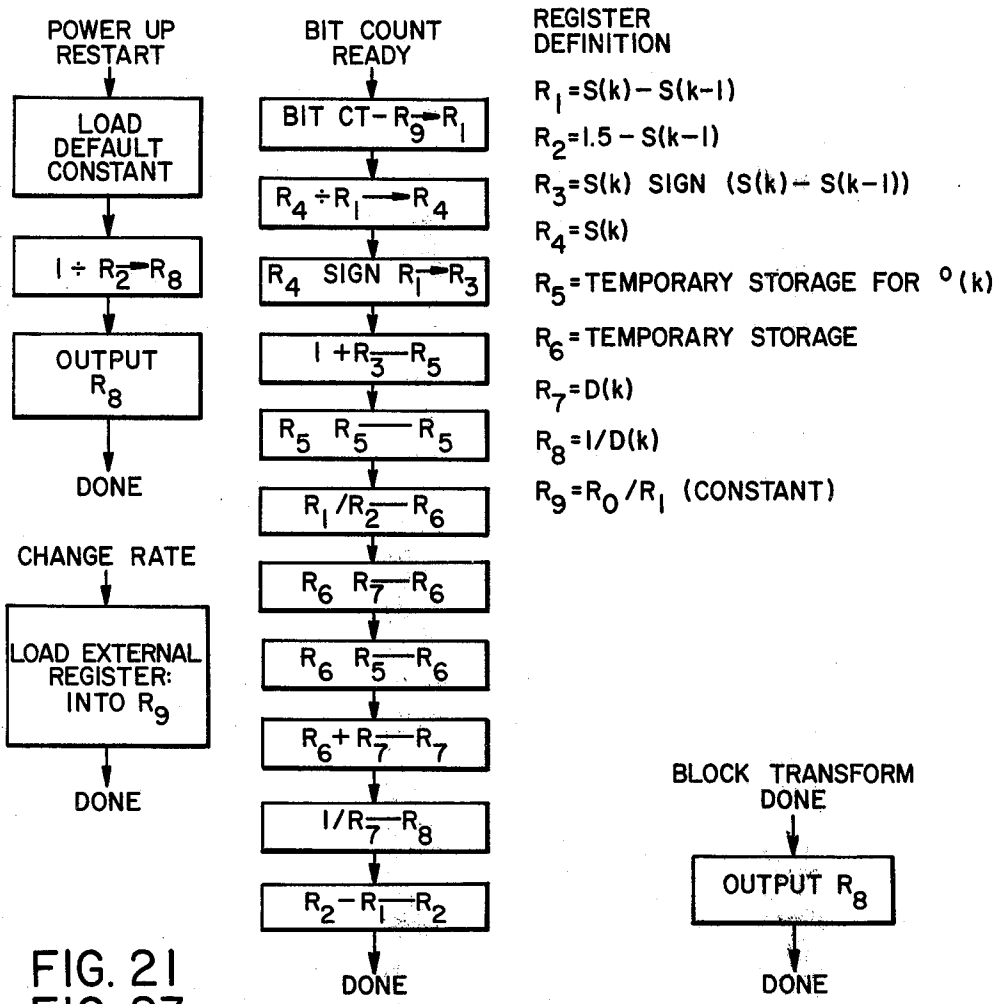 POWER UP
RESTART
LOAD
DEFAULT
CONSTANT
1 ÷ R2→R8
OUTPUT
R8
DONE
CHANGE RATE
LOAD EXTERNAL
REGISTER:
INTO R9
DONE
BIT COUNT
READY
BIT CT-R9→R1
R4÷R1→R4
R4 SIGN R1→R3
1+R3—R5
R5 R5—R5
R1/R2—R6
R6 R7—R6
R6 R5—R6
R6+R7—R7
1/R7—R8
R2-R1—R2
DONE
REGISTER
DEFINITION
R1=S(k)-S(k-1)
R2=1.5-S(k-1)
R3=S(k) SIGN (S(k)-S(k-1))
R4=S(k)
R5=TEMPORARY STORAGE FOR °(k)
R6=TEMPORARY STORAGE
R7=D(k)
R8=1/D(k)
R9=R0/R1 (CONSTANT)
BLOCK TRANSFORM
DONE
OUTPUT R8
DONE
FIG. 21